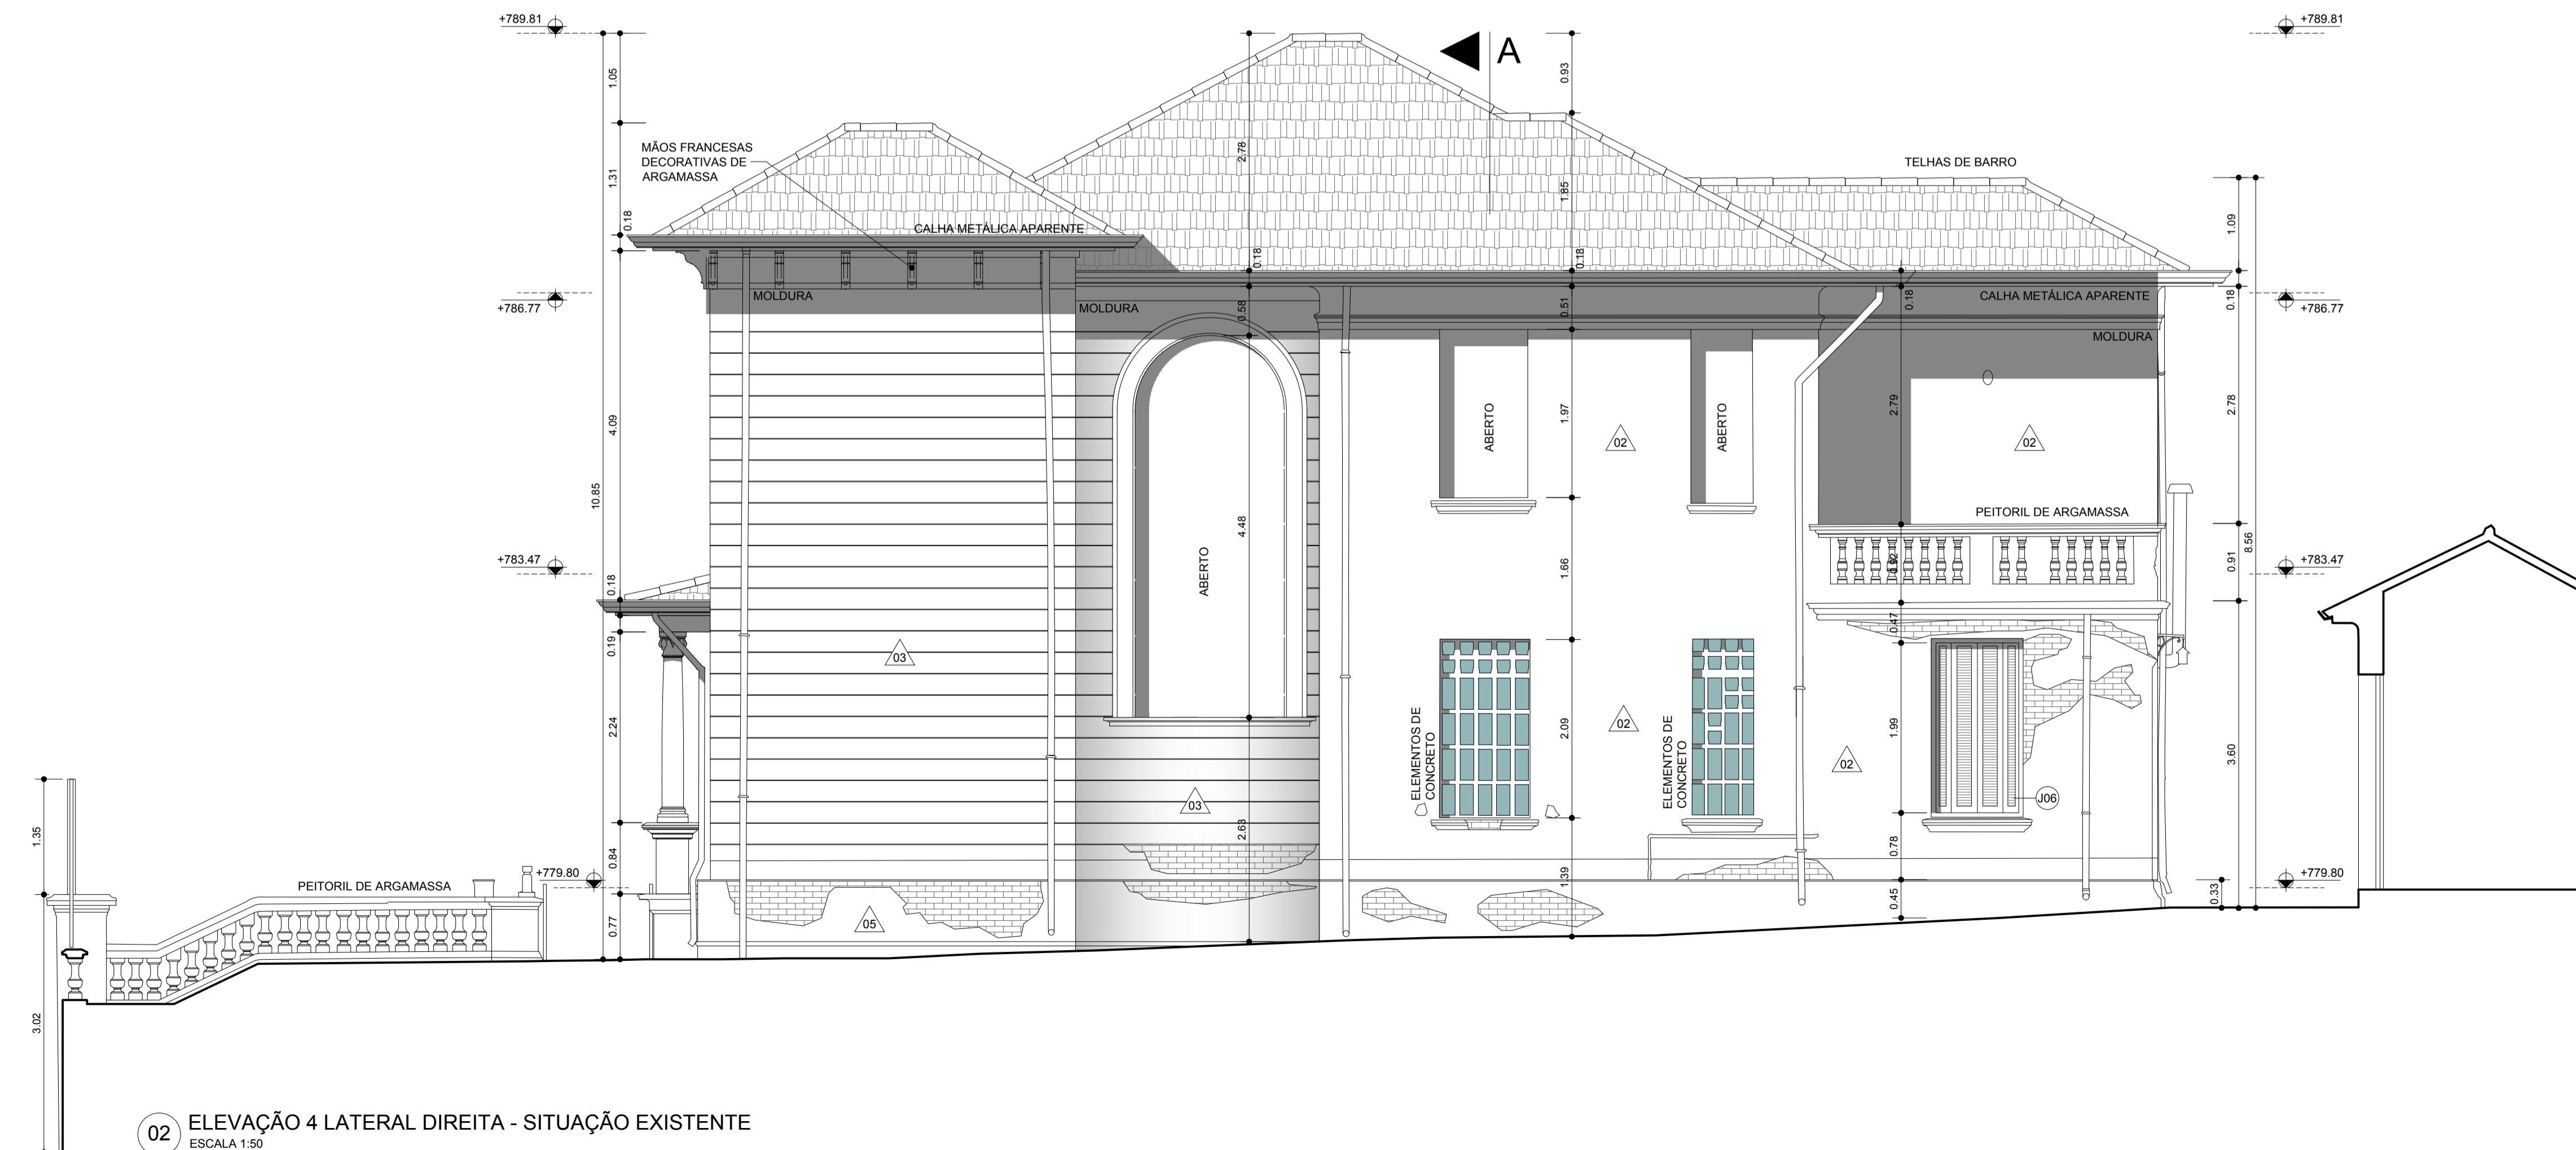 +789.81
+789.81
A
1.05
0.93
MÃOS FRANCESAS
DECORATIVAS DE
ARGAMASSA
2.78
TELHAS DE BARRO
1.31
1.85
0.18
CALHA METÁLICA APARENTE
1.09
0.18
0.18
MOLDURA
MOLDURA
0.58
0.51
0.18
CALHA METÁLICA APARENTE
0.18
MOLDURA
+786.77
+786.77
4.09
10.85
ABERTO
1.97
02
ABERTO
2.79
02
2.78
PEITORIL DE ARGAMASSA
4.48
ABERTO
1.66
0.92
0.91
8.56
+783.47
+783.47
0.18
0.19
0.47
03
2.24
ELEMENTOS DE
CONCRETO
2.09
02
ELEMENTOS DE
CONCRETO
02
1.99
J06
3.60
03
2.63
1.35
0.84
0.78
+779.80
+779.80
PEITORIL DE ARGAMASSA
1.39
0.45
0.33
0.77
05
3.02
02
ELEVAÇÃO 4 LATERAL DIREITA - SITUAÇÃO EXISTENTE
ESCALA 1:50